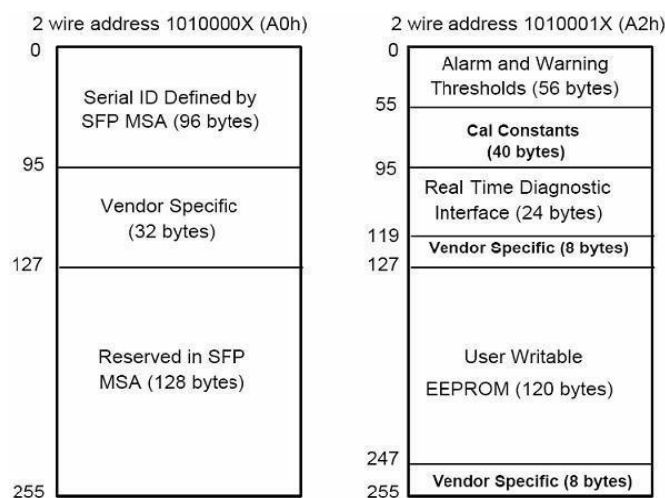 2 wire address 1010000X (A0h)
0
Serial ID Defined by
SFP MSA (96 bytes)
95
Vendor Specific
(32 bytes)
127
Reserved in SFP
MSA (128 bytes)
255
2 wire address 1010001X (A2h)
0
Alarm and Warning
Thresholds (56 bytes)
55
Cal Constants
(40 bytes)
95
Real Time Diagnostic
Interface (24 bytes)
119
Vendor Specific (8 bytes)
127
User Writable
EEPROM (120 bytes)
247
Vendor Specific (8 bytes)
255